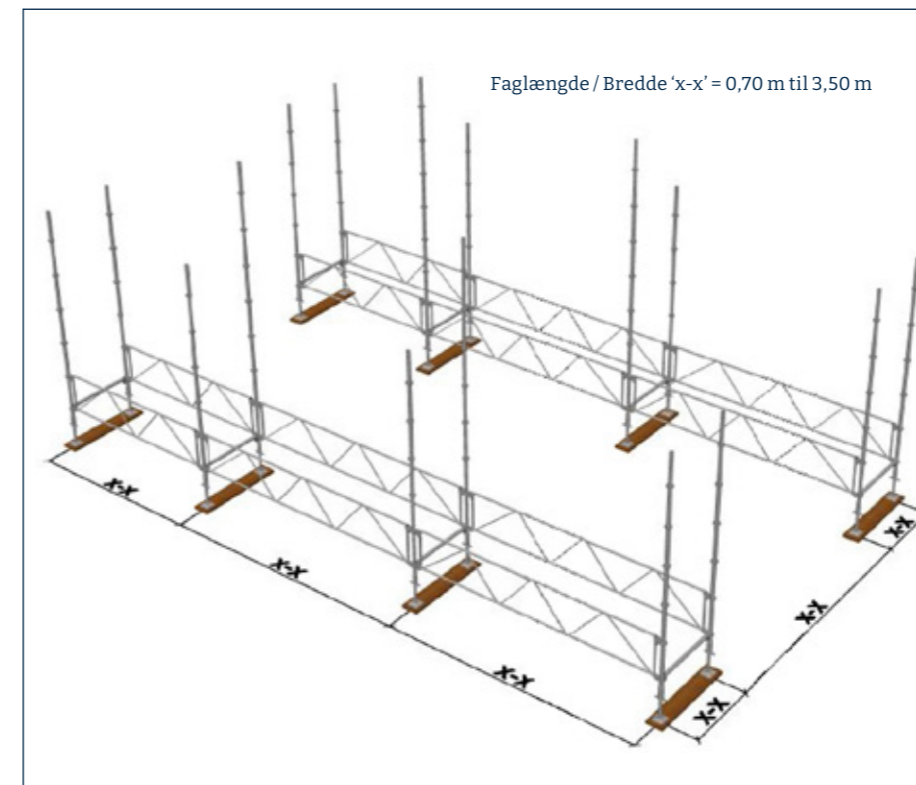 Faglængde / Bredde ‘x-x’ = 0,70 m til 3,50 m
x-x
x-x
x-x
x-x
x-x
x-x